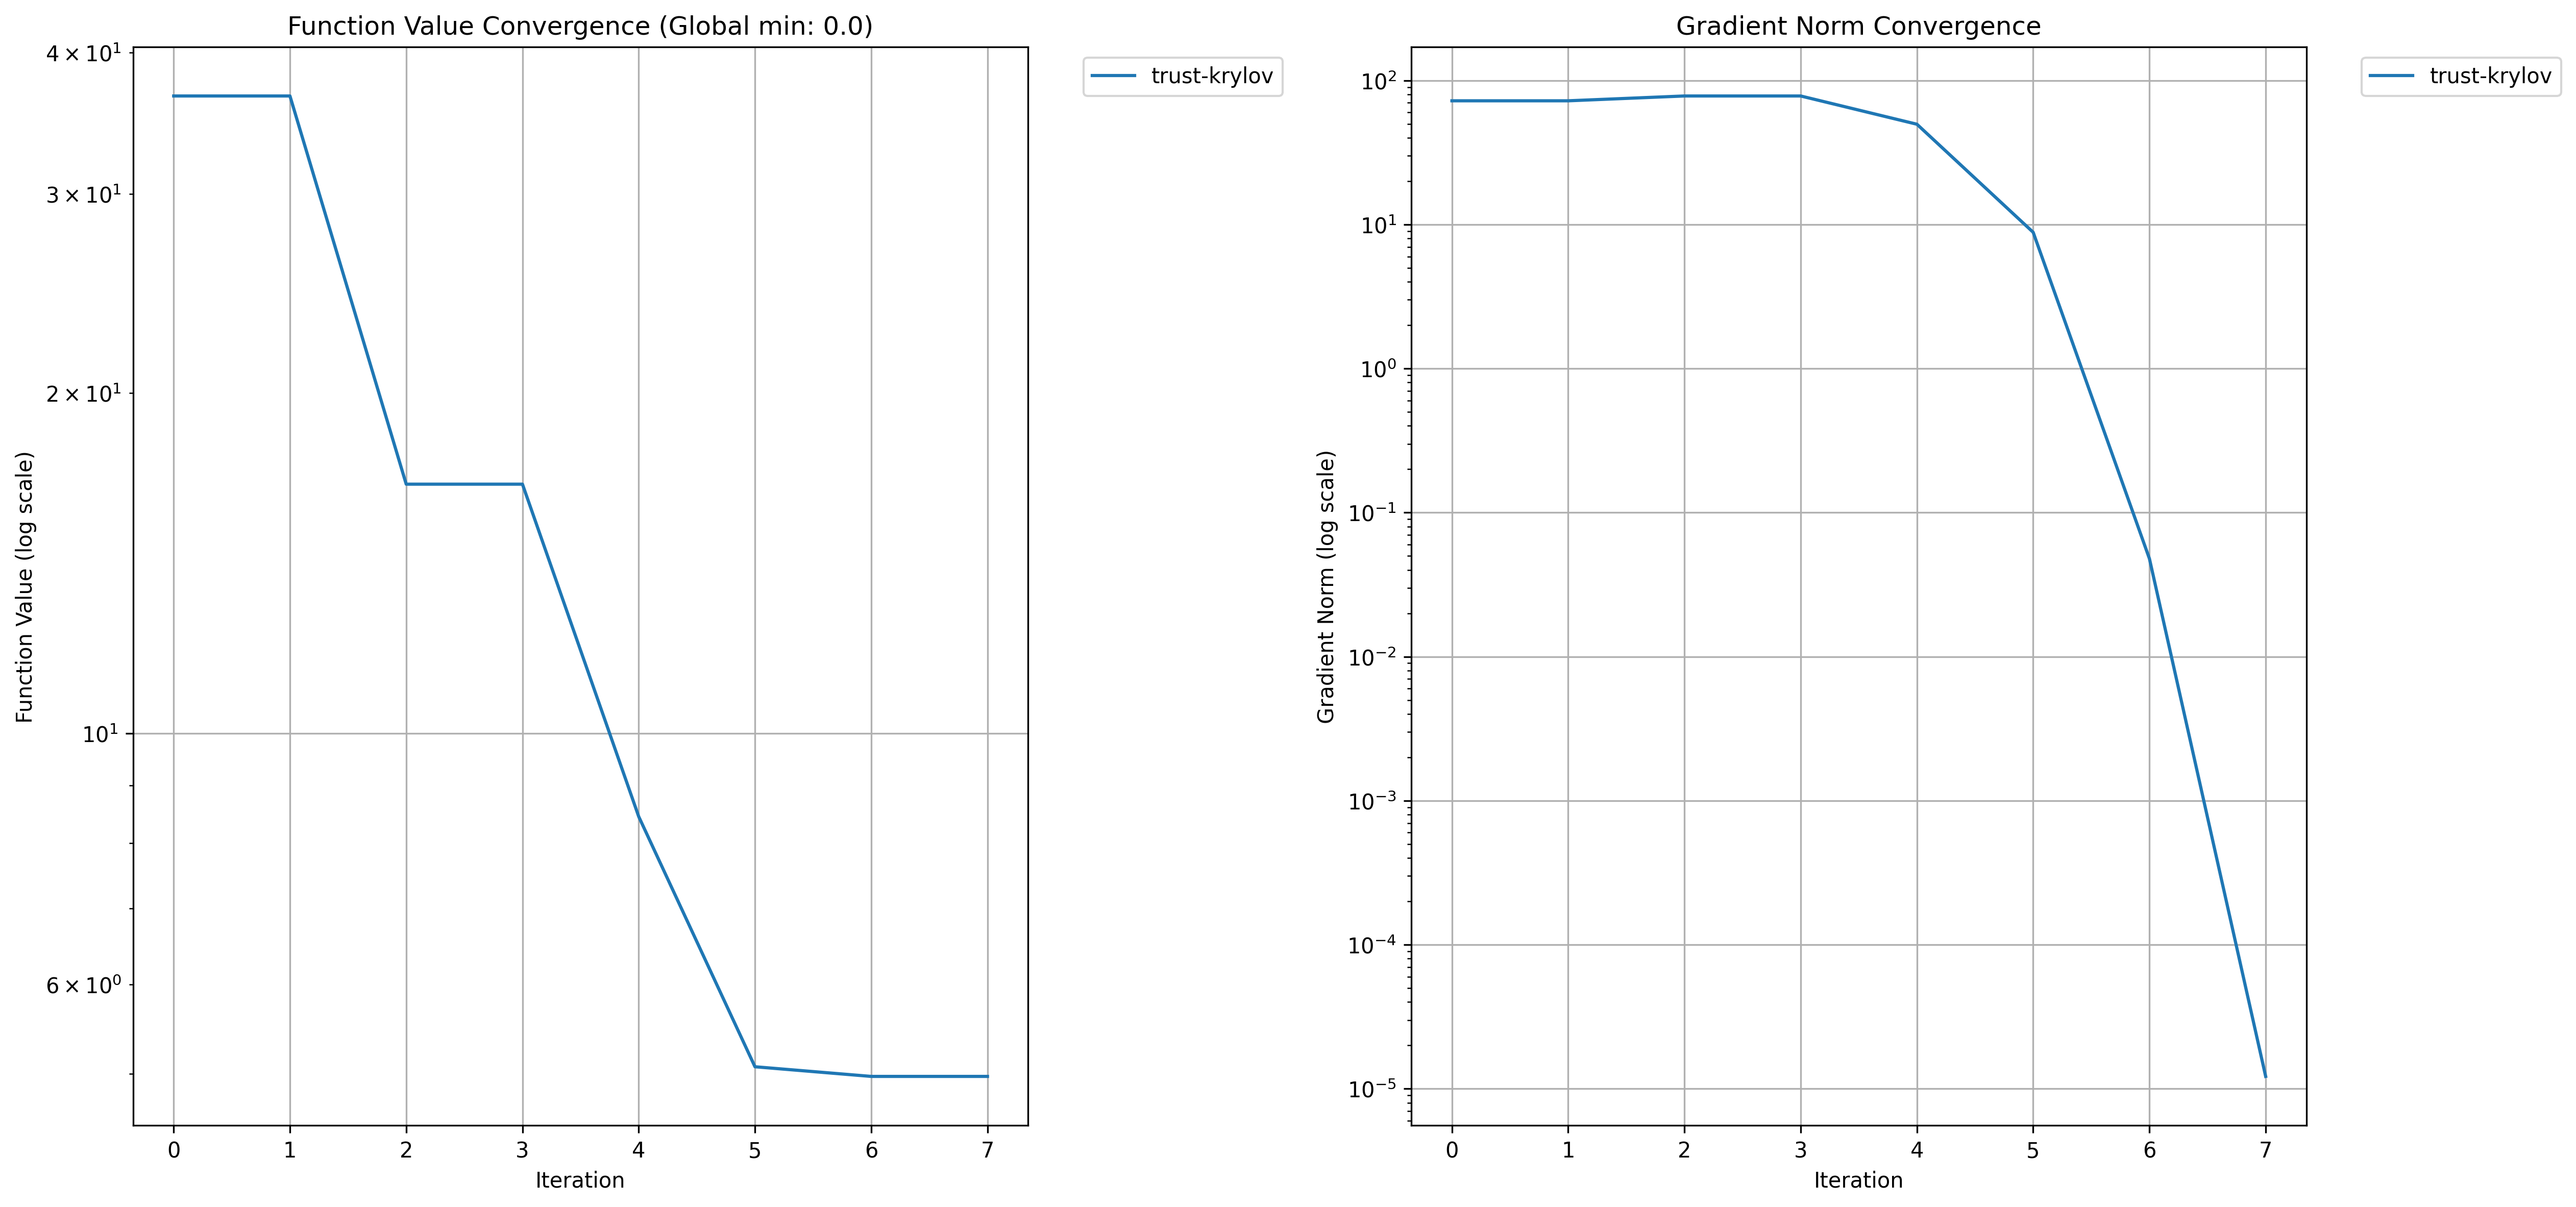 Function Value Convergence (Global min: 0.0)
4 × 10¹
3 × 10¹
2 × 10¹
10¹
6 × 10⁰
Function Value (log scale)
0 1 2 3 4 5 6 7
Iteration
trust-krylov
Gradient Norm Convergence
10²
10¹
10⁰
10⁻¹
10⁻²
10⁻³
10⁻⁴
10⁻⁵
Gradient Norm (log scale)
0 1 2 3 4 5 6 7
Iteration
trust-krylov